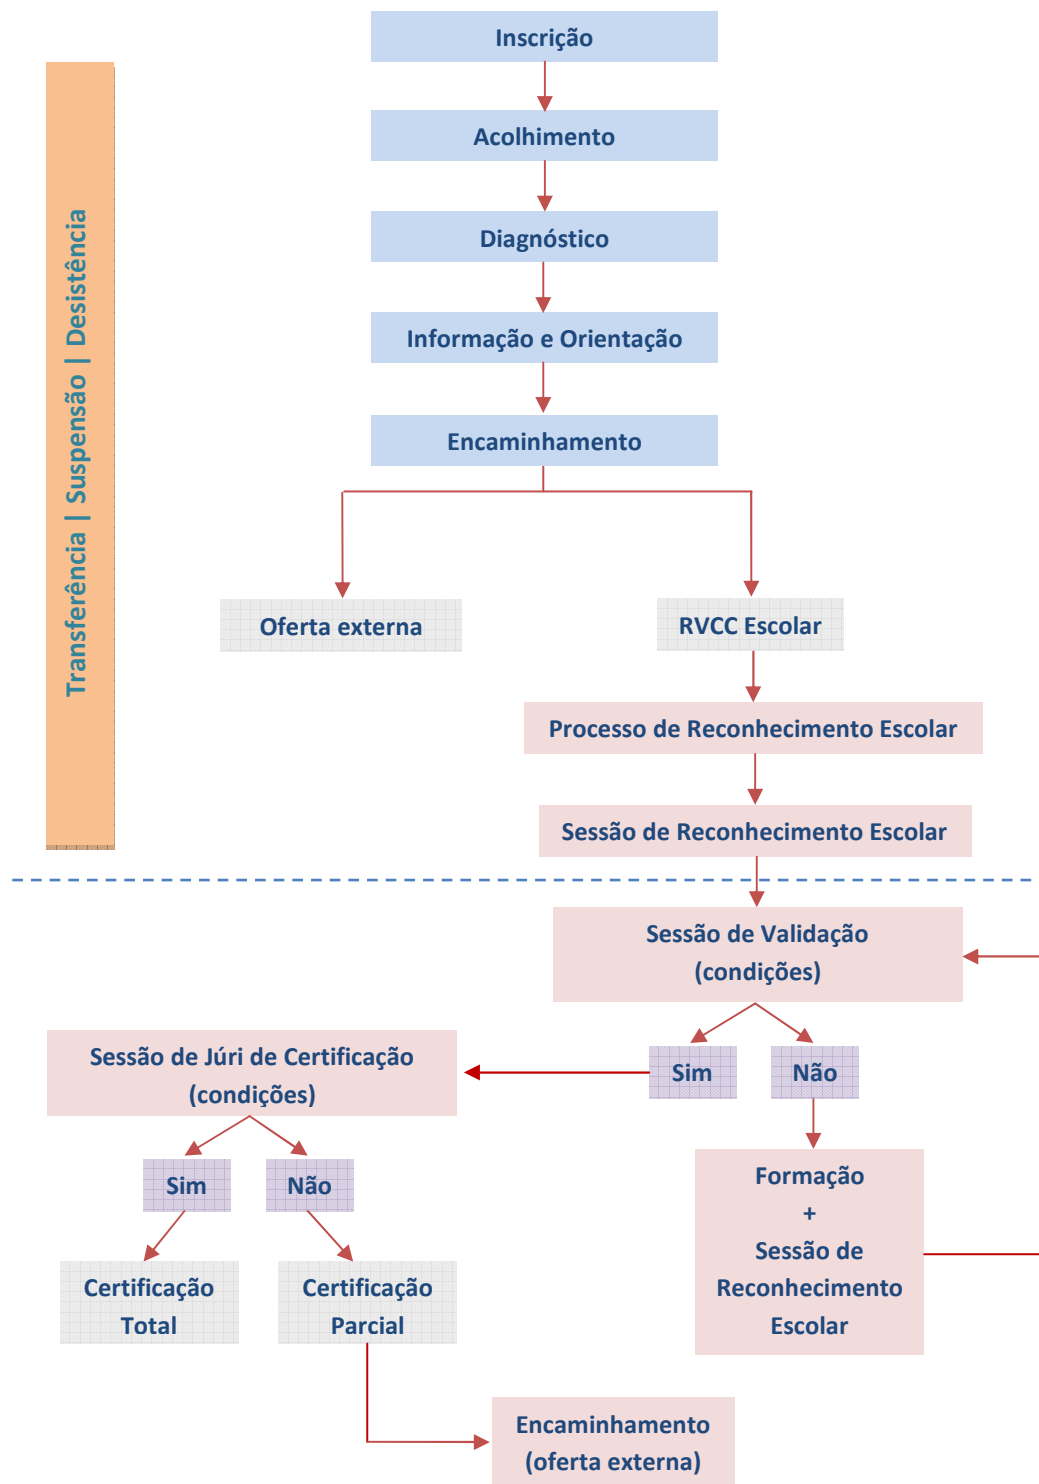 Inscrição
Acolhimento
Diagnóstico
Informação e Orientação
Encaminhamento
Transferência | Suspensão | Desistência
Oferta externa
RVCC Escolar
Processo de Reconhecimento Escolar
Sessão de Reconhecimento Escolar
Sessão de Validação
(condições)
Sim
Não
Sessão de Júri de Certificação
(condições)
Sim
Não
Certificação
Total
Certificação
Parcial
Formação
+
Sessão de
Reconhecimento
Escolar
Encaminhamento
(oferta externa)